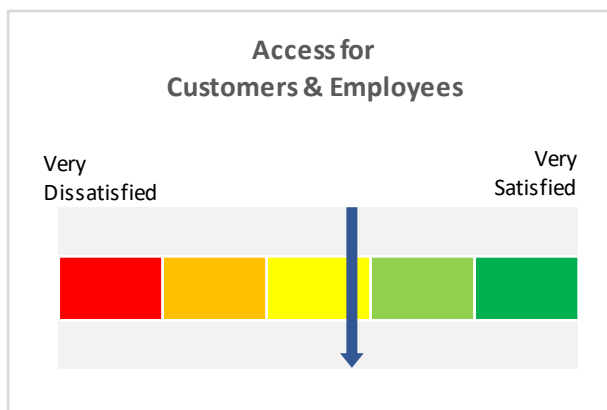 Access for
Customers & Employees
Very
Dissatisfied
Very
Satisfied